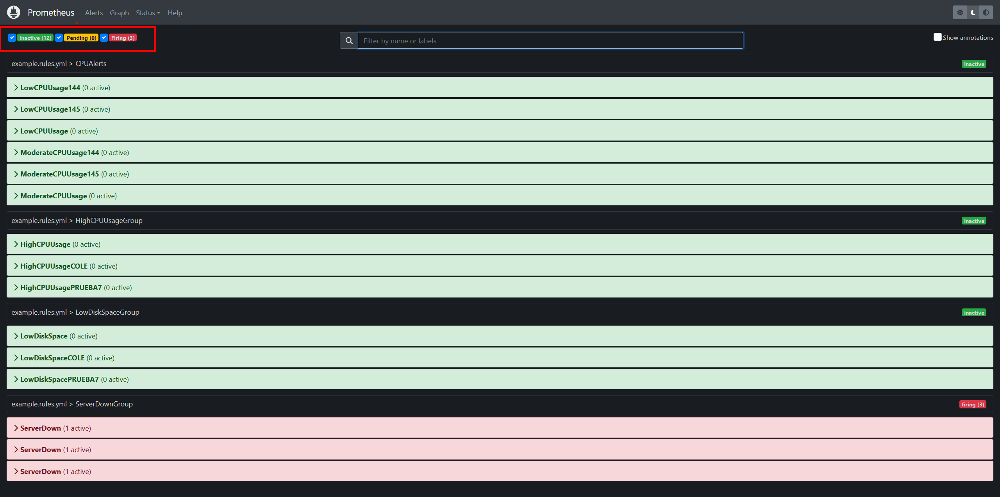 Prometheus Alerts Graph Status Help
Inactive (12) Pending (0) Firing (3) Filter by name or labels Show annotations
example.rules.yml > CPUAlerts inactive
LowCPUUsage144 (0 active)
LowCPUUsage145 (0 active)
LowCPUUsage (0 active)
ModerateCPUUsage144 (0 active)
ModerateCPUUsage145 (0 active)
ModerateCPUUsage (0 active)
example.rules.yml > HighCPUUsageGroup inactive
HighCPUUsage (0 active)
HighCPUUsageCOLE (0 active)
HighCPUUsagePRUEBA7 (0 active)
example.rules.yml > LowDiskSpaceGroup inactive
LowDiskSpace (0 active)
LowDiskSpaceCOLE (0 active)
LowDiskSpacePRUEBA7 (0 active)
example.rules.yml > ServerDownGroup firing (3)
ServerDown (1 active)
ServerDown (1 active)
ServerDown (1 active)